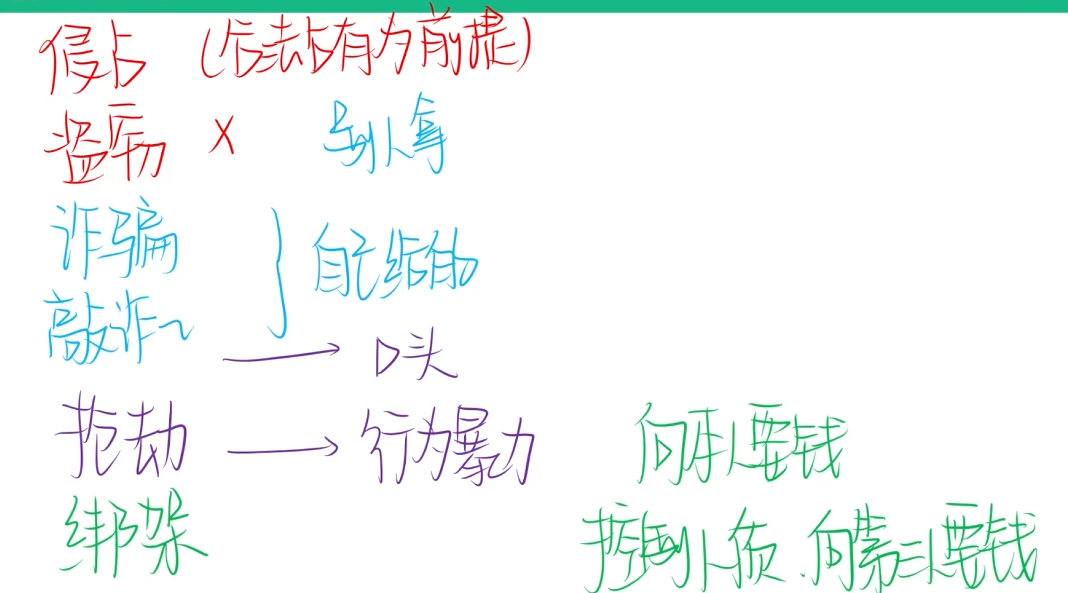 侵占 (合法占有为前提)
盗窃 X 别人拿
诈骗 } 自己给的
敲诈~ → 口头
抢劫 → 行为暴力 向本人要钱
绑架 控制人质、向第三人要钱